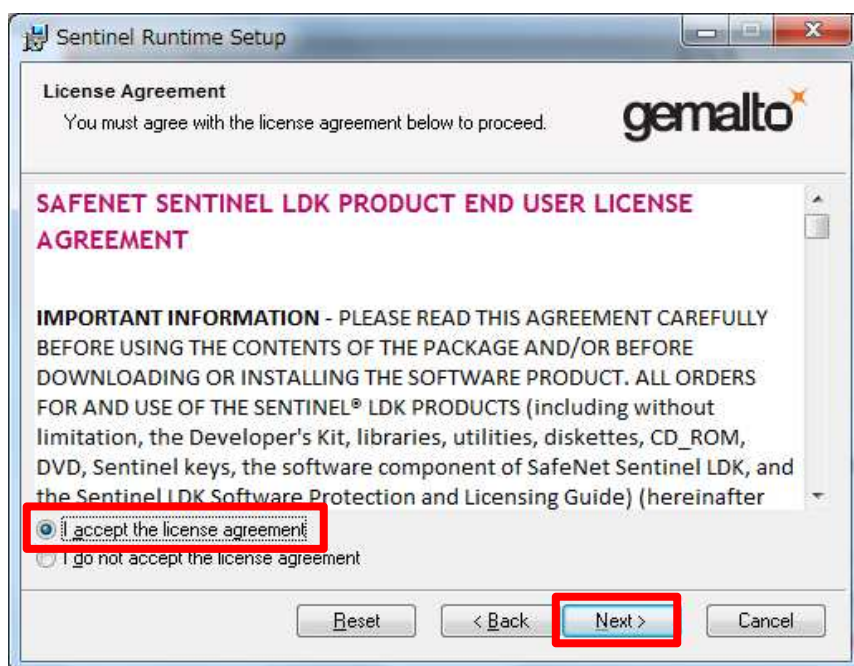 Sentinel Runtime Setup
License Agreement
You must agree with the license agreement below to proceed.
gemalto
SAFENET SENTINEL LDK PRODUCT END USER LICENSE
AGREEMENT
IMPORTANT INFORMATION - PLEASE READ THIS AGREEMENT CAREFULLY
BEFORE USING THE CONTENTS OF THE PACKAGE AND/OR BEFORE
DOWNLOADING OR INSTALLING THE SOFTWARE PRODUCT. ALL ORDERS
FOR AND USE OF THE SENTINEL® LDK PRODUCTS (including without
limitation, the Developer's Kit, libraries, utilities, diskettes, CD_ROM,
DVD, Sentinel keys, the software component of SafeNet Sentinel LDK, and
the Sentinel LDK Software Protection and Licensing Guide) (hereinafter
I accept the license agreement
I do not accept the license agreement
Reset
< Back
Next >
Cancel